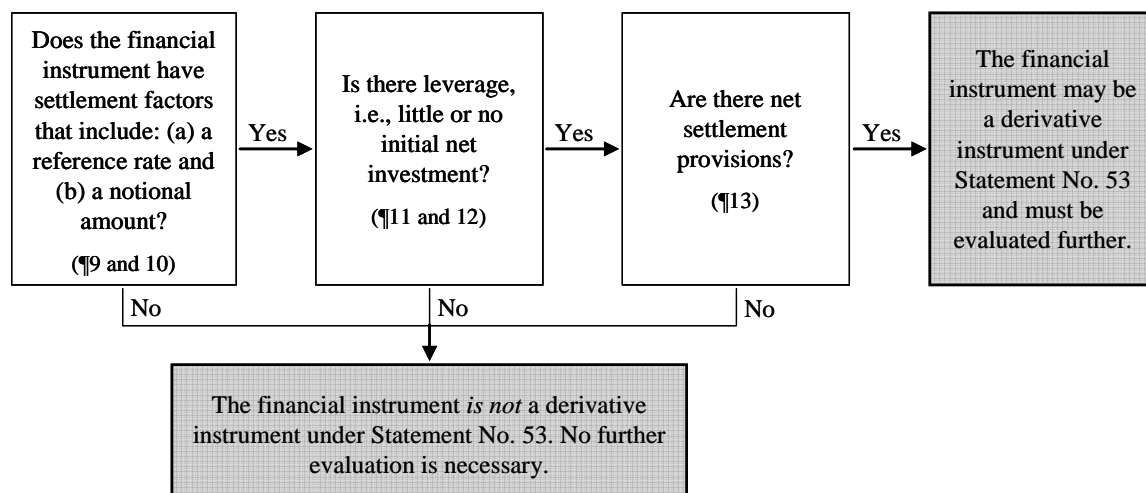 Does the financial
instrument have
settlement factors
that include: (a) a
reference rate and
(b) a notional
amount?
(¶9 and 10)
Yes
No
Is there leverage,
i.e., little or no
initial net
investment?
(¶11 and 12)
Yes
No
Are there net
settlement
provisions?
(¶13)
Yes
No
The financial
instrument may be
a derivative
instrument under
Statement No. 53
and must be
evaluated further.
The financial instrument is not a derivative
instrument under Statement No. 53. No further
evaluation is necessary.